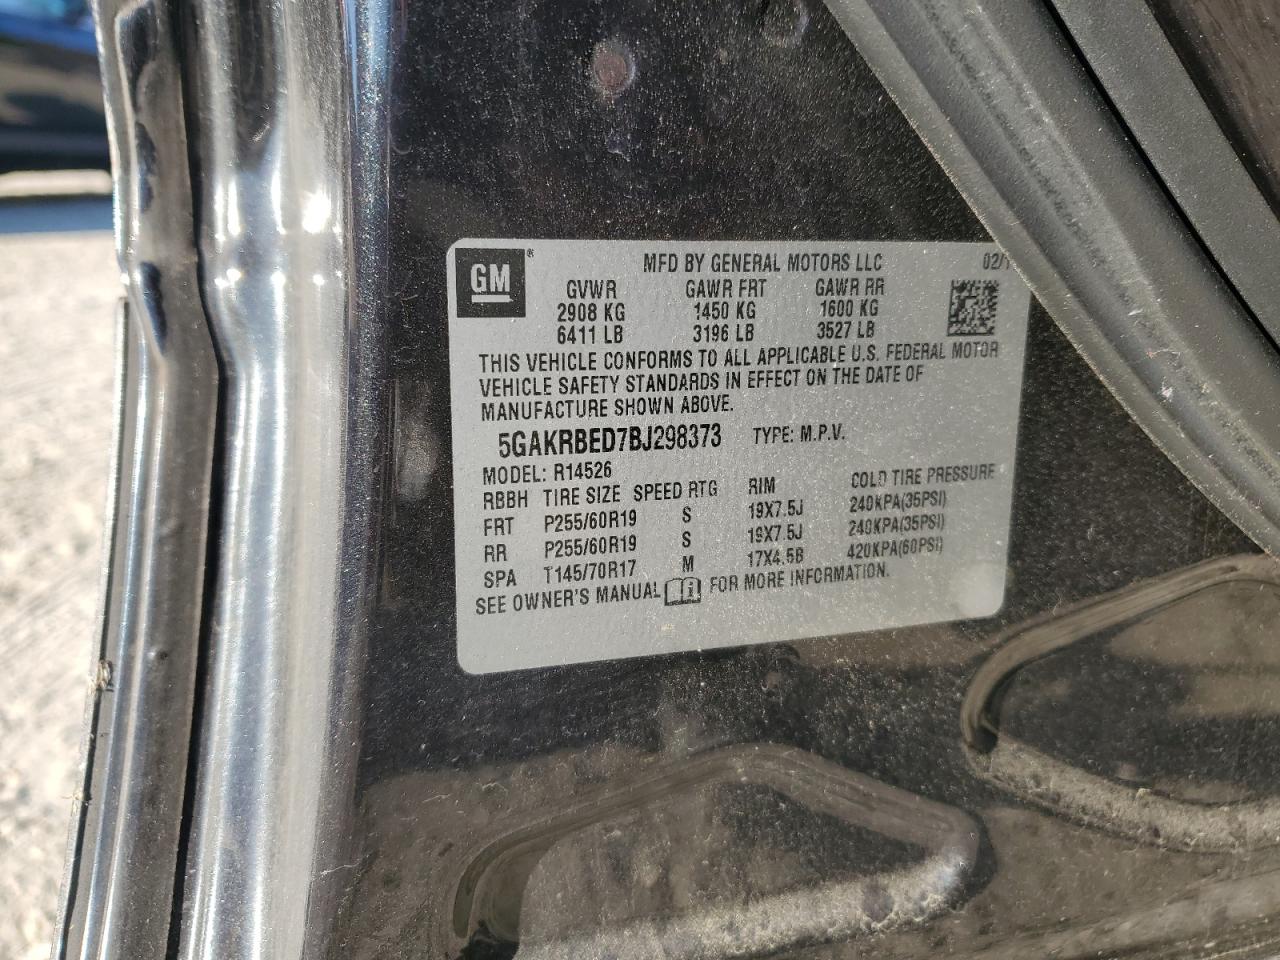 GM ® MFD BY GENERAL MOTORS LLC 02/1
GVWR GAWR FRT GAWR RR
2908 KG 1450 KG 1600 KG
6411 LB 3196 LB 3527 LB
THIS VEHICLE CONFORMS TO ALL APPLICABLE U.S. FEDERAL MOTOR
VEHICLE SAFETY STANDARDS IN EFFECT ON THE DATE OF
MANUFACTURE SHOWN ABOVE.
5GAKRBED7BJ298373 TYPE: M.P.V.
MODEL: R14526
RBBH TIRE SIZE SPEED RTG RIM COLD TIRE PRESSURE
FRT P255/60R19 S 19X7.5J 240KPA(35PSI)
RR P255/60R19 S 19X7.5J 240KPA(35PSI)
SPA T145/70R17 M 17X4.5B 420KPA(60PSI)
SEE OWNER'S MANUAL FOR MORE INFORMATION.